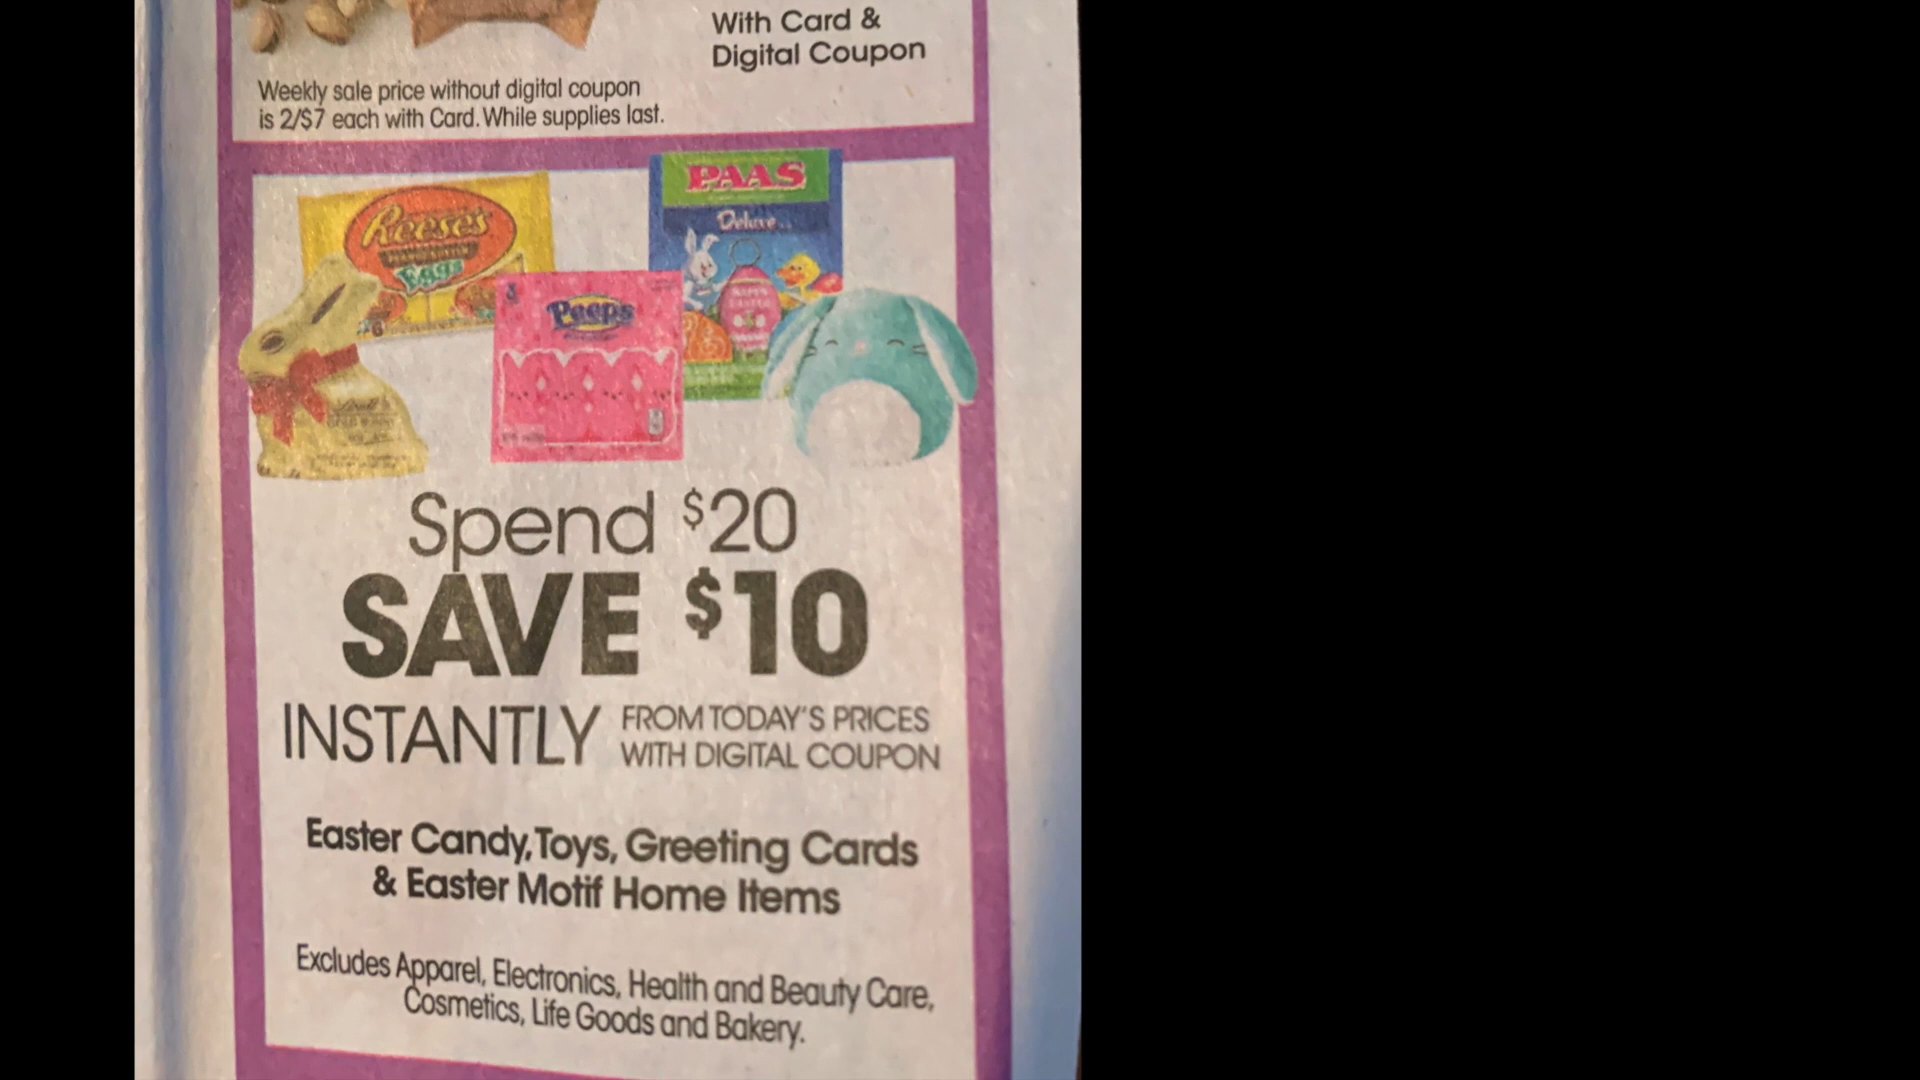 With Card &
Digital Coupon
Weekly sale price without digital coupon
is 2/$7 each with Card. While supplies last.
PAAS
Deluxe
Reese's
Eggs
Peeps
Spend $20
SAVE $10
INSTANTLY FROM TODAY'S PRICES
WITH DIGITAL COUPON
Easter Candy, Toys, Greeting Cards
& Easter Motif Home Items
Excludes Apparel, Electronics, Health and Beauty Care,
Cosmetics, Life Goods and Bakery.